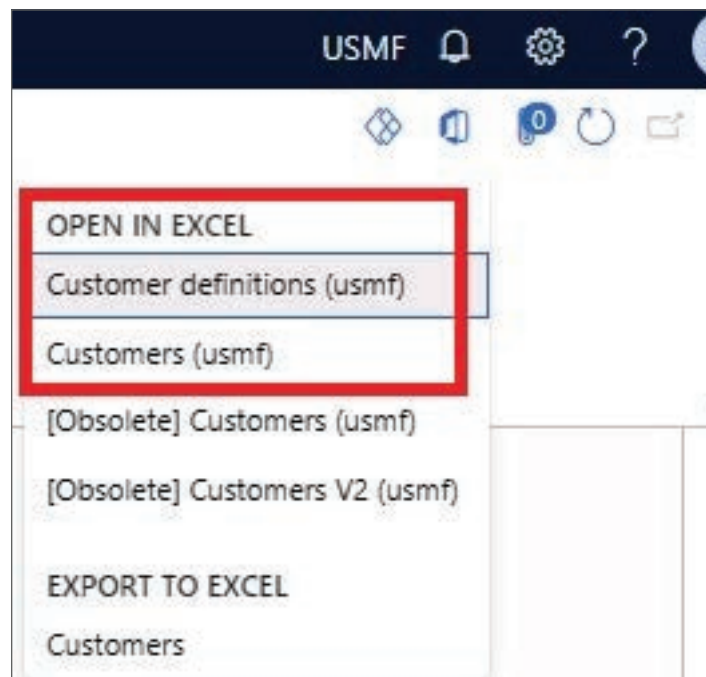 USMF
?
0
OPEN IN EXCEL
Customer definitions (usmf)
Customers (usmf)
[Obsolete] Customers (usmf)
[Obsolete] Customers V2 (usmf)
EXPORT TO EXCEL
Customers